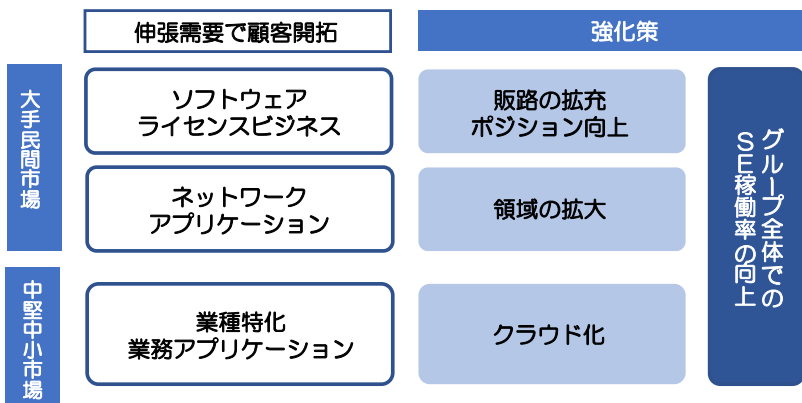 伸張需要で顧客開拓
強化策
大手民間市場
ソフトウェア
ライセンスビジネス
販路の拡充
ポジション向上
ネットワーク
アプリケーション
領域の拡大
中堅中小市場
業種特化
業務アプリケーション
クラウド化
グループ全体での
SE稼働率の向上